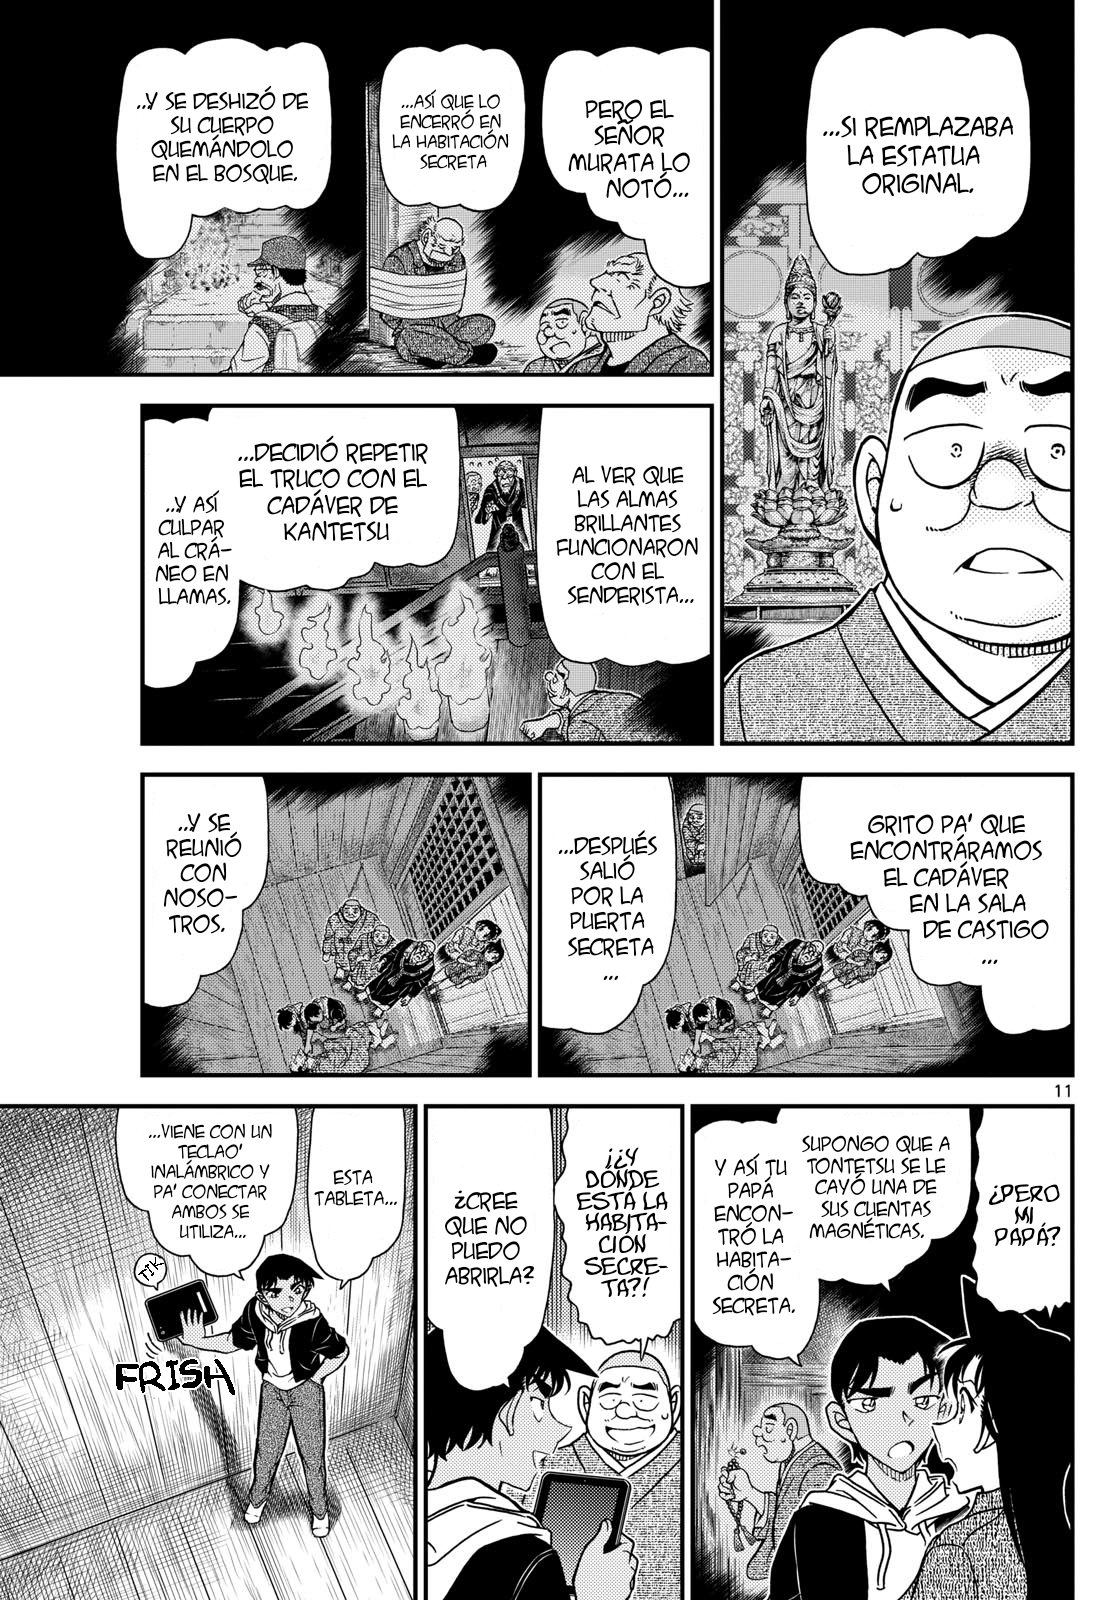 ...SI REMPLAZABA
LA ESTATUA
ORIGINAL.
PERO EL
SEÑOR
MURATA LO
NOTÓ...
...ASÍ QUE LO
ENCERRÓ EN
LA HABITACIÓN
SECRETA
...Y SE DESHIZÓ DE
SU CUERPO
QUEMÁNDOLO
EN EL BOSQUE.
AL VER QUE
LAS ALMAS
BRILLANTES
FUNCIONARON
CON EL
SENDERISTA...
...DECIDIÓ REPETIR
EL TRUCO CON EL
CADÁVER DE
KANTETSU
...Y ASÍ
CULPAR
AL CRÁ-
NEO EN
LLAMAS.
GRITO PA' QUE
ENCONTRÁRAMOS
EL CADÁVER
EN LA SALA
DE CASTIGO
...
...DESPUÉS
SALIÓ
POR LA
PUERTA
SECRETA
...
...Y SE
REUNIÓ
CON
NOSO-
TROS.
11
¿PERO
MI
PAPÁ?
SUPONGO QUE A
TONTETSU SE LE
CAYÓ UNA DE
SUS CUENTAS
MAGNÉTICAS.
Y ASÍ TU
PAPÁ
ENCON-
TRÓ LA
HABITA-
CIÓN
SECRETA.
¡¿Y
DÓNDE
ESTÁ LA
HABITA-
CIÓN
SECRE-
TA?!
¿CREE
QUE NO
PUEDO
ABRIRLA?
ESTA
TABLETA...
...VIENE CON UN
TECLAO'
INALÁMBRICO Y
PA' CONECTAR
AMBOS SE
UTILIZA...
TIK
FRISH